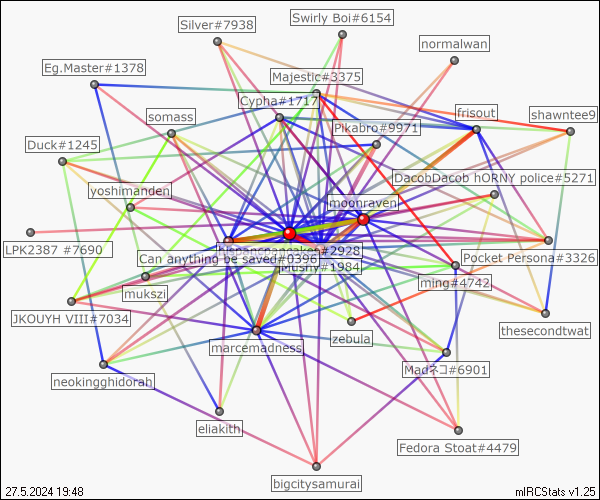 Swirly Boi#6154
Silver#7938
normalwan
Eg.Master#1378
Majestic#3375
Cypha#1717
frisout
shawntee9
somass
Pikabro#9971
Duck#1245
DacobDacob hORNY police#5271
yoshimanden
moonraven
LPK2387 #7690
hispancakes#2928
Can anything be saved#0396
Pocket Persona#3326
Mushy#1984
mukszi
ming#4742
JKOUYH VIII#7034
thesecondtwat
zebula
marcemadness
Madネコ#6901
neokingghidorah
eliakith
Fedora Stoat#4479
bigcitysamurai
27.5.2024 19:48
mIRCStats v1.25